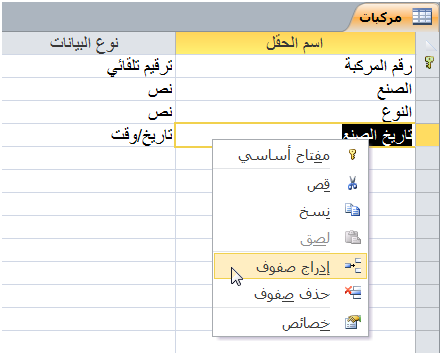 مركبات
اسم الحقل نوع البيانات
رقم المركبة ترقيم تلقائي
الصنع نص
النوع نص
تاريخ الصنع تاريخ/وقت
مفتاح أساسي
قص
نسخ
لصق
إدراج صفوف
حذف صفوف
خصائص